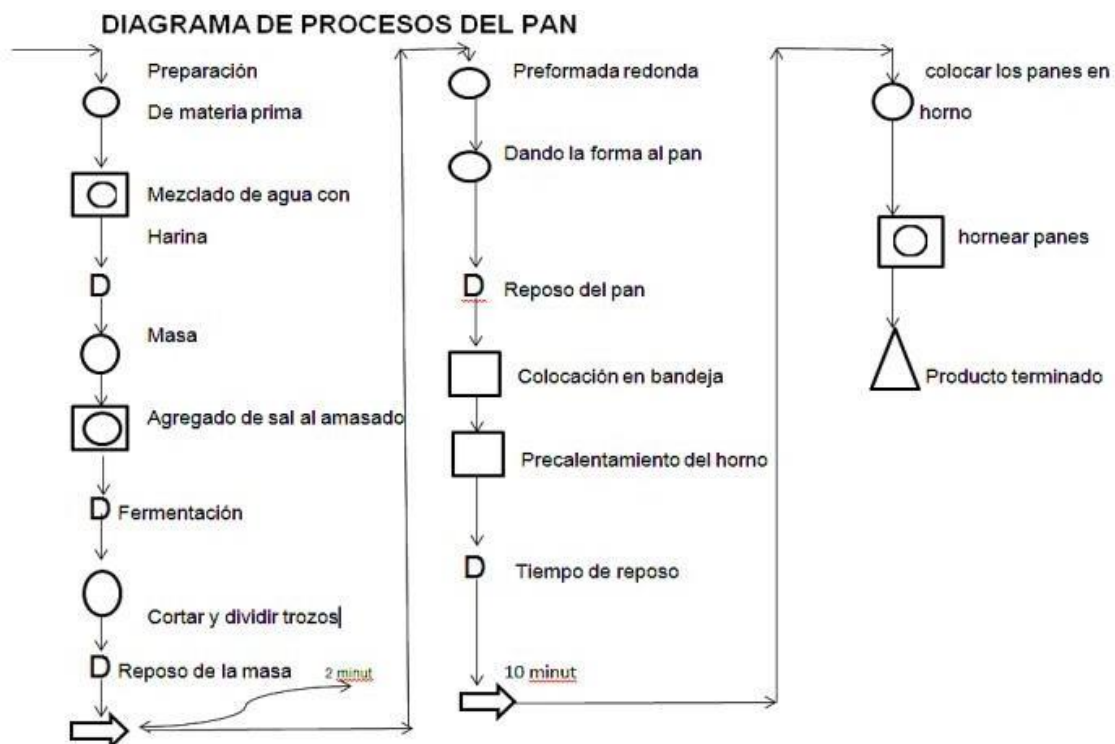 DIAGRAMA DE PROCESOS DEL PAN
Preparación
De materia prima
Mezclado de agua con
Harina
D
Masa
Agregado de sal al amasado
D Fermentación
Cortar y dividir trozos
D Reposo de la masa
2 minut
Preformada redonda
Dando la forma al pan
D Reposo del pan
Colocación en bandeja
Precalentamiento del horno
D Tiempo de reposo
10 minut
colocar los panes en
horno
hornear panes
Producto terminado